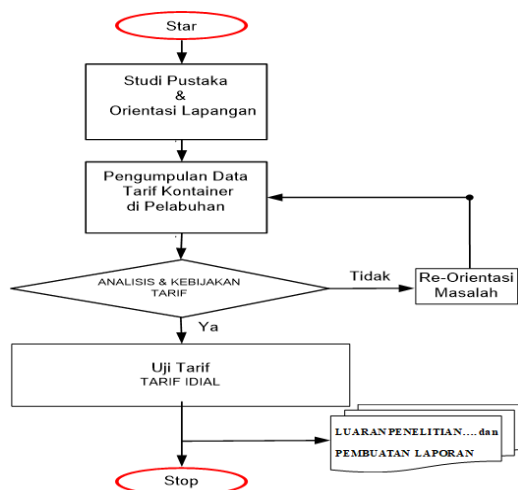 Star
Studi Pustaka
&
Orientasi Lapangan
Pengumpulan Data
Tarif Kontainer
di Pelabuhan
ANALISIS & KEBIJAKAN
TARIF
Tidak
Re-Orientasi
Masalah
Ya
Uji Tarif
TARIF IDIAL
LUARAN PENELITIAN.... dan
PEMBUATAN LAPORAN
Stop